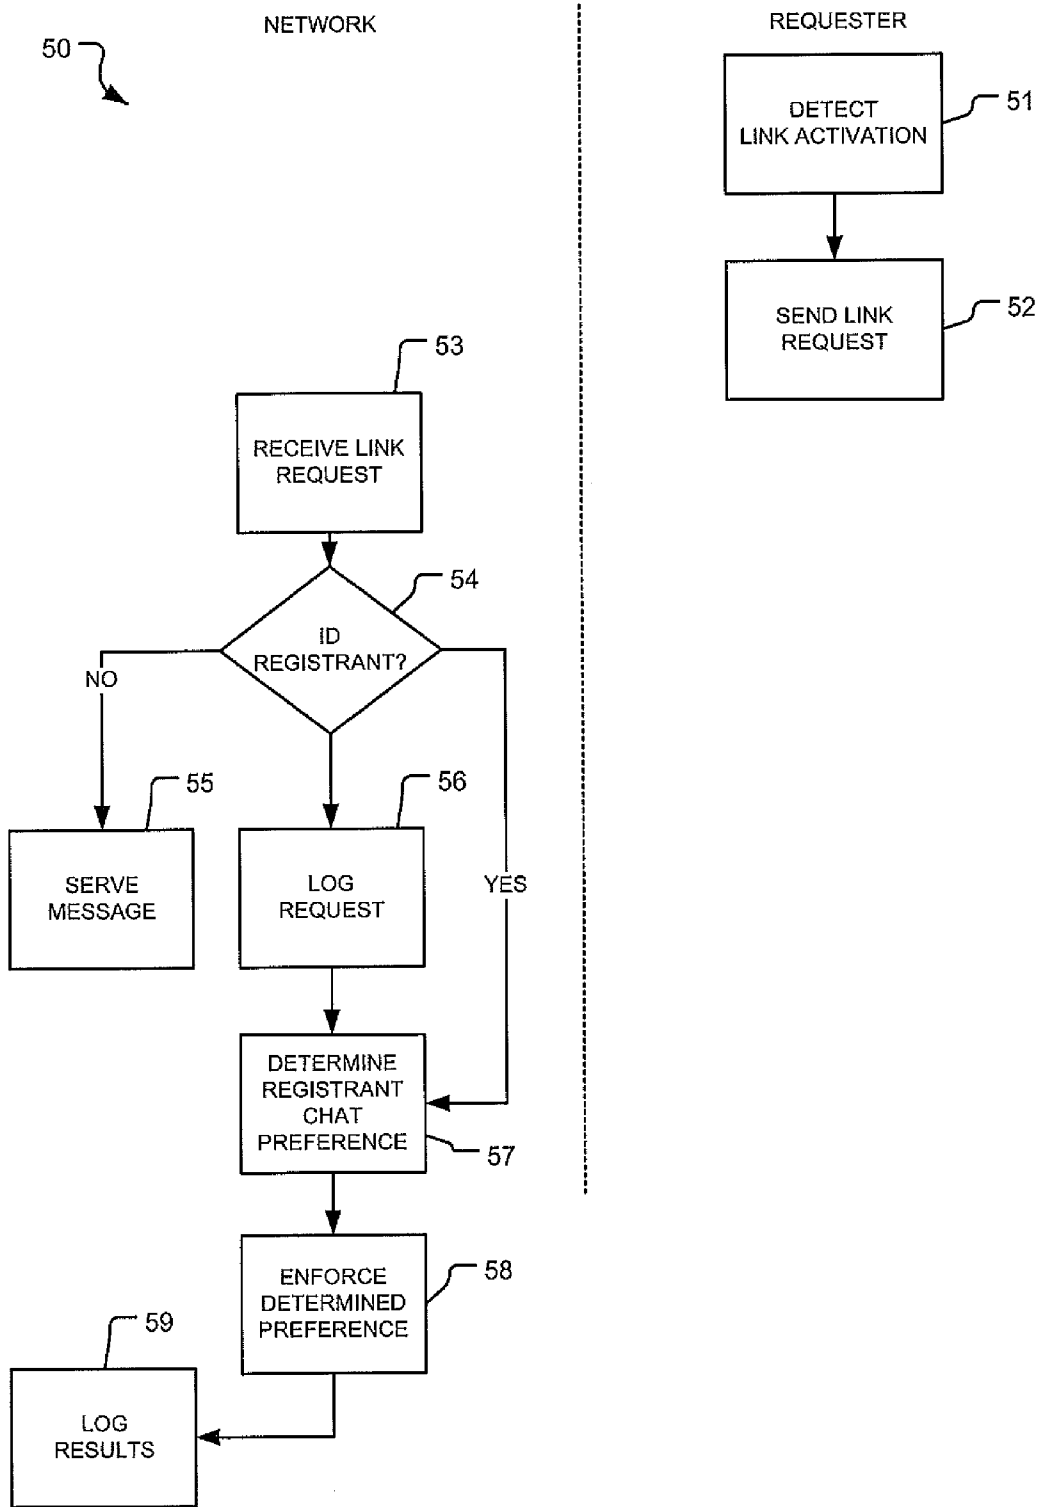 NETWORK
REQUESTER
50
DETECT
LINK ACTIVATION
51
SEND LINK
REQUEST
52
53
RECEIVE LINK
REQUEST
54
ID
REGISTRANT?
NO
YES
55
SERVE
MESSAGE
56
LOG
REQUEST
DETERMINE
REGISTRANT
CHAT
PREFERENCE
57
ENFORCE
DETERMINED
PREFERENCE
58
59
LOG
RESULTS